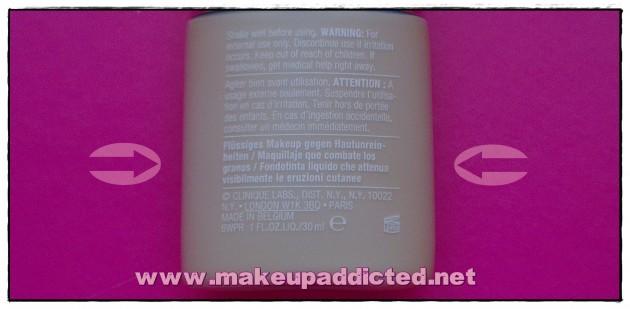 Shake well before using. WARNING: For
external use only. Discontinue use if irritation
occurs. Keep out of reach of children. If
swallowed, get medical help right away.
Agiter bien avant utilisation. ATTENTION : A
usage externe seulement. Suspendre l'utilisa-
tion en cas d'irritation. Tenir hors de portée
des enfants. En cas d'ingestion accidentelle,
consulter un médecin immédiatement.
Flüssiges Makeup gegen Hautunrein-
heiten / Maquillaje que combate los
granos / Fondotinta liquido che attenua
visibilmente le eruzioni cutanee
© CLINIQUE LABS., DIST. N.Y., N.Y. 10022
N.Y. • LONDON W1K 3BQ • PARIS
MADE IN BELGIUM
6WPR 1 FL.OZ.LIQ./30 ml e
www.makeupaddicted.net